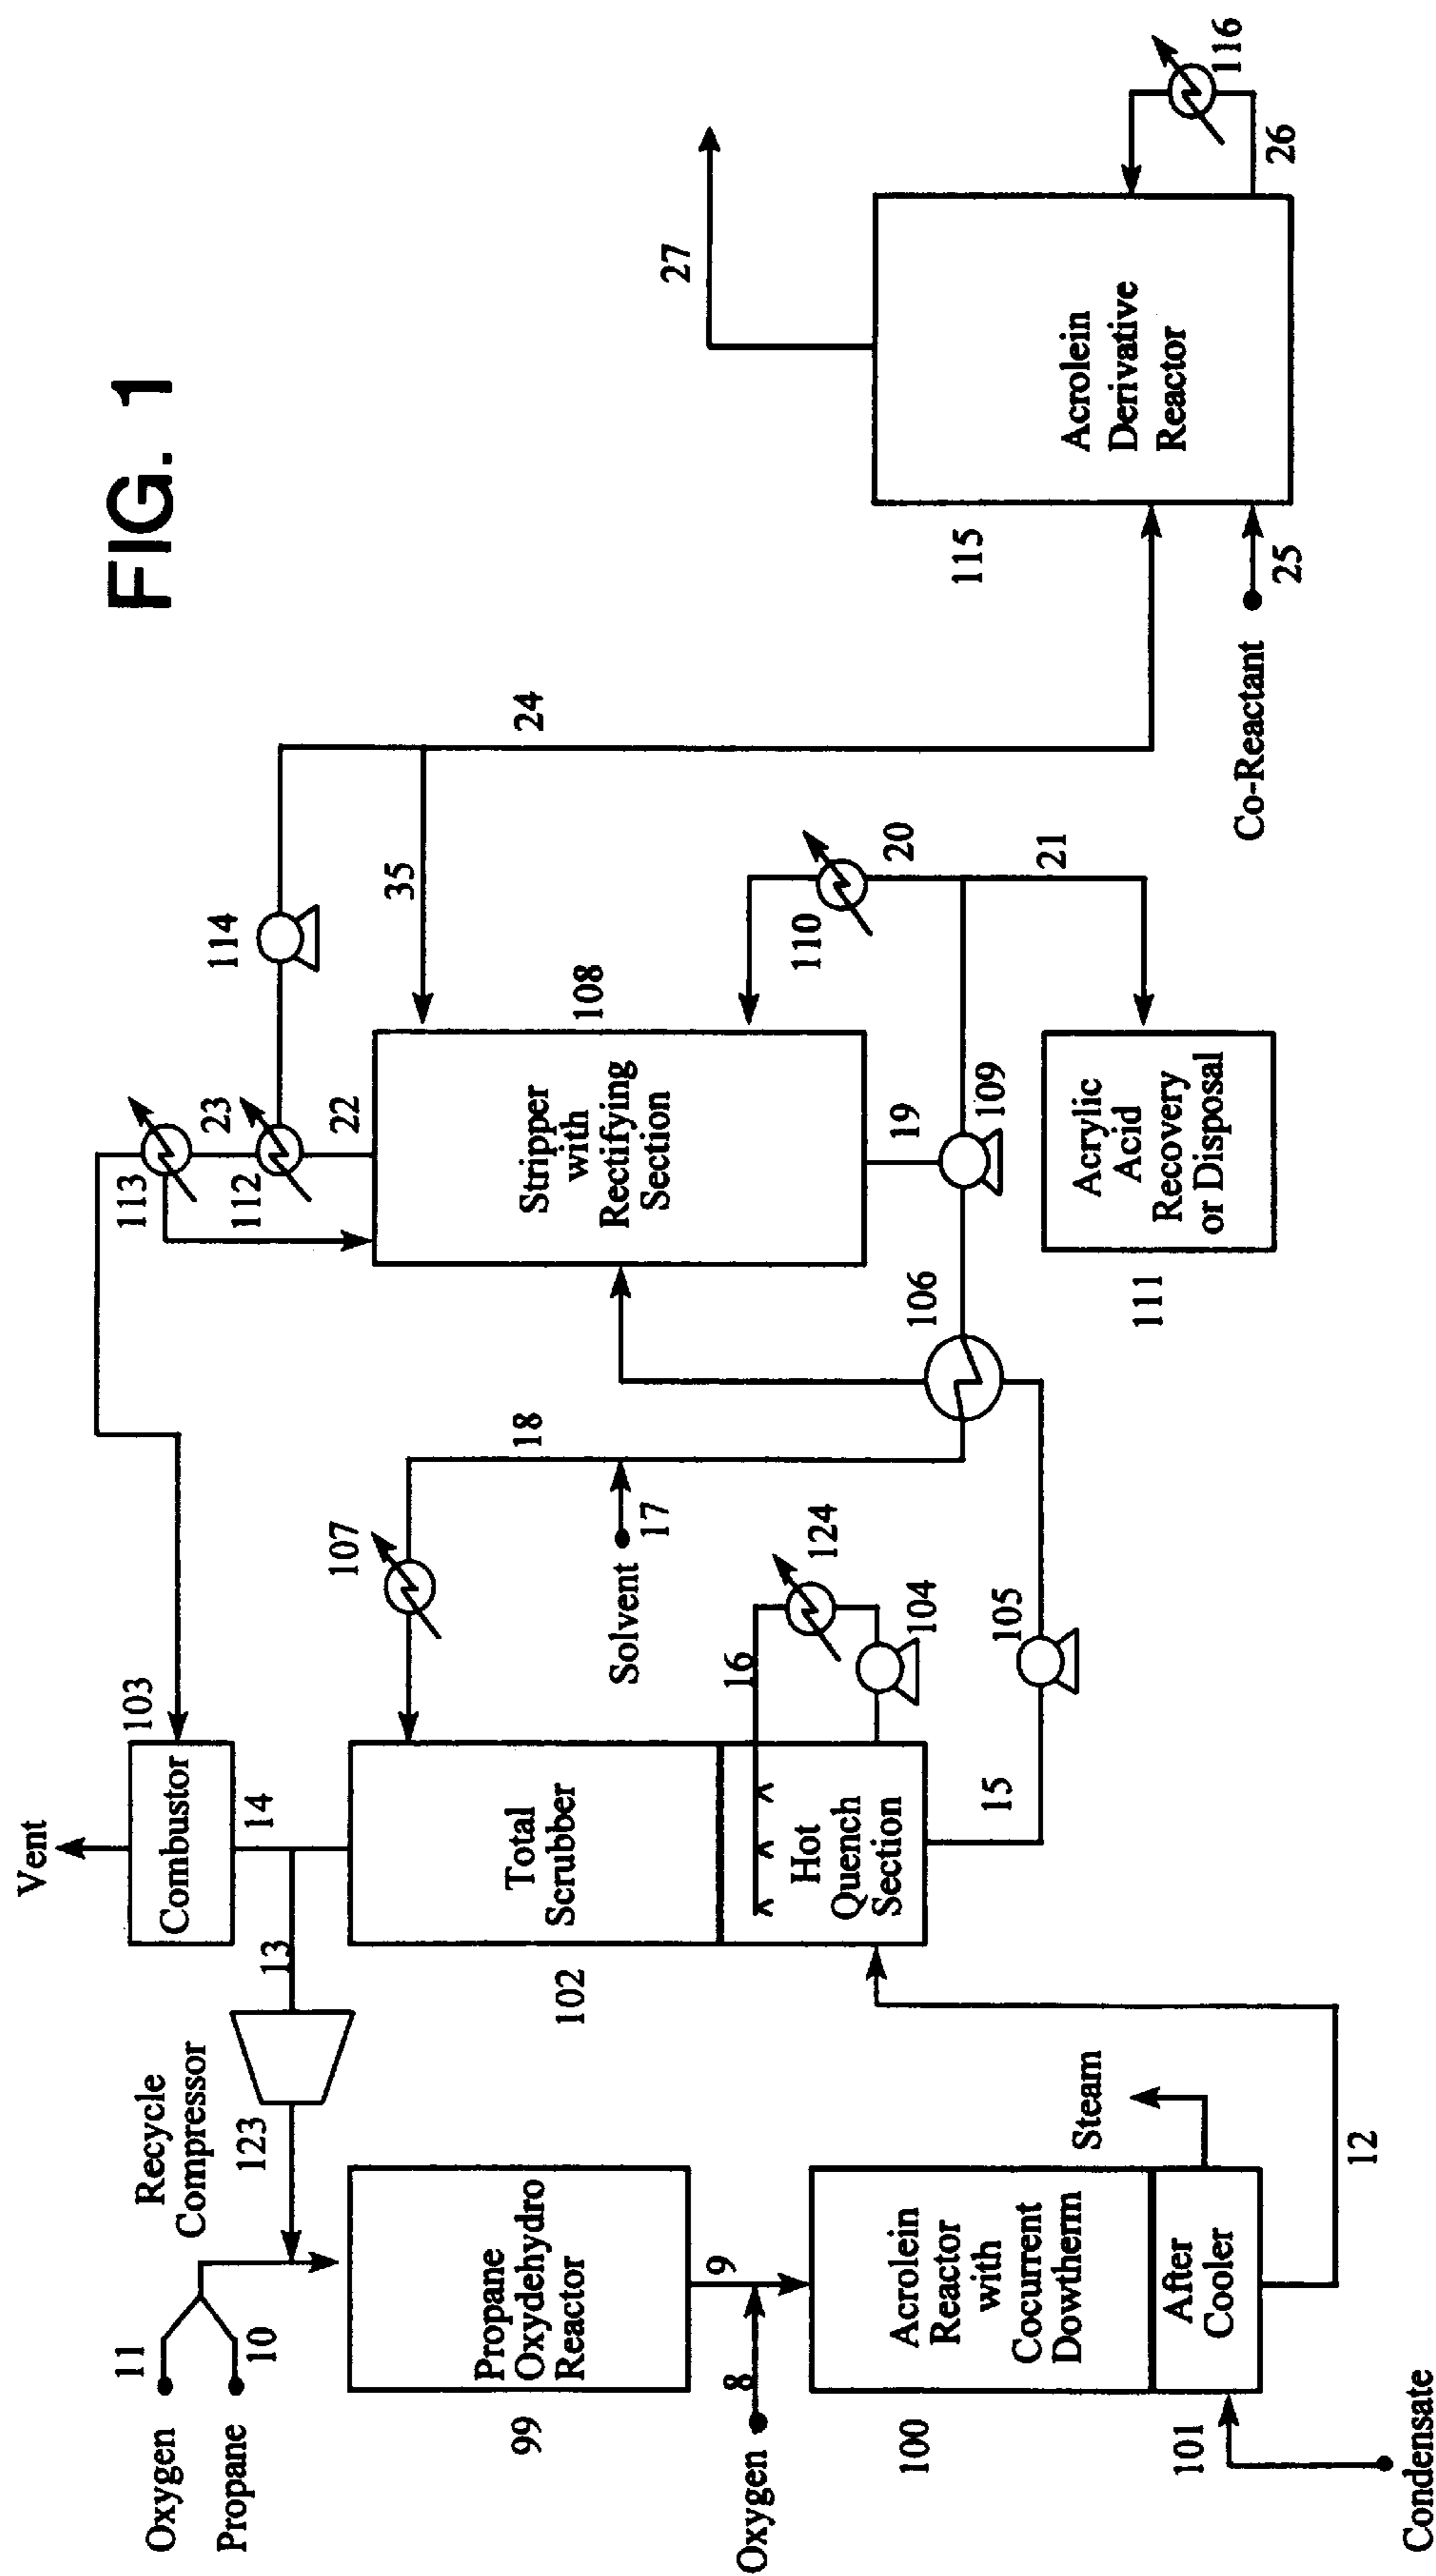 FIG. 1
Oxygen
11
Propane
10
Recycle
Compressor
123
13
Vent
Combustor
103
14
99
Propane
Oxydehydro
Reactor
9
Oxygen
8
100
Acrolein
Reactor
with
Cocurrent
Dowtherm
After
Cooler
101
Condensate
Steam
12
102
Total
Scrubber
Hot
Quench
Section
16
124
104
15
105
107
Solvent
17
18
106
113
23
112
22
114
Stripper
with
Rectifying
Section
108
35
24
19
109
110
20
21
Acrylic
Acid
Recovery
or Disposal
111
Co-Reactant
25
115
Acrolein
Derivative
Reactor
27
26
116